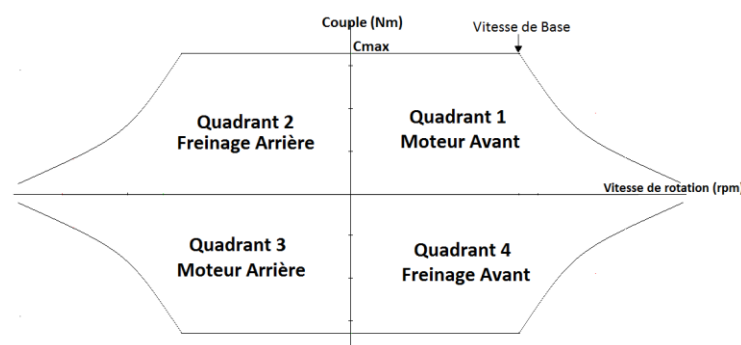 Couple (Nm)
Vitesse de Base
Cmax
Quadrant 2
Freinage Arrière
Quadrant 1
Moteur Avant
Vitesse de rotation (rpm)
Quadrant 3
Moteur Arrière
Quadrant 4
Freinage Avant